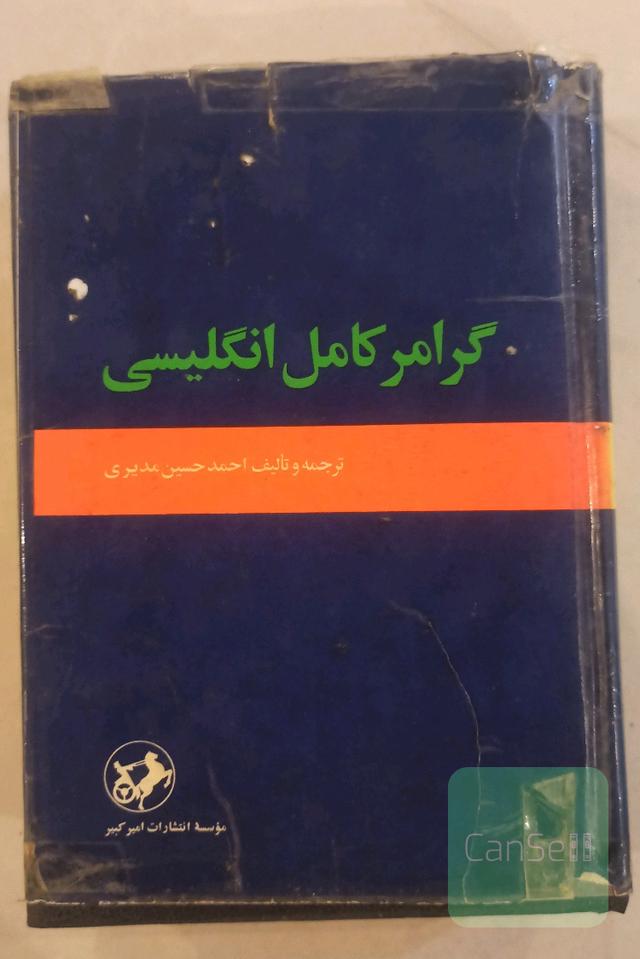 گرامر کامل انگلیسی
ترجمه و تألیف احمد حسین مدیری
مؤسسهٔ انتشارات امیرکبیر
CanSell